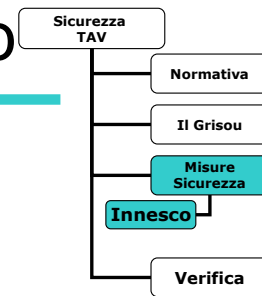 o
Sicurezza
TAV
Normativa
Il Grisou
Misure
Sicurezza
Innesco
Verifica